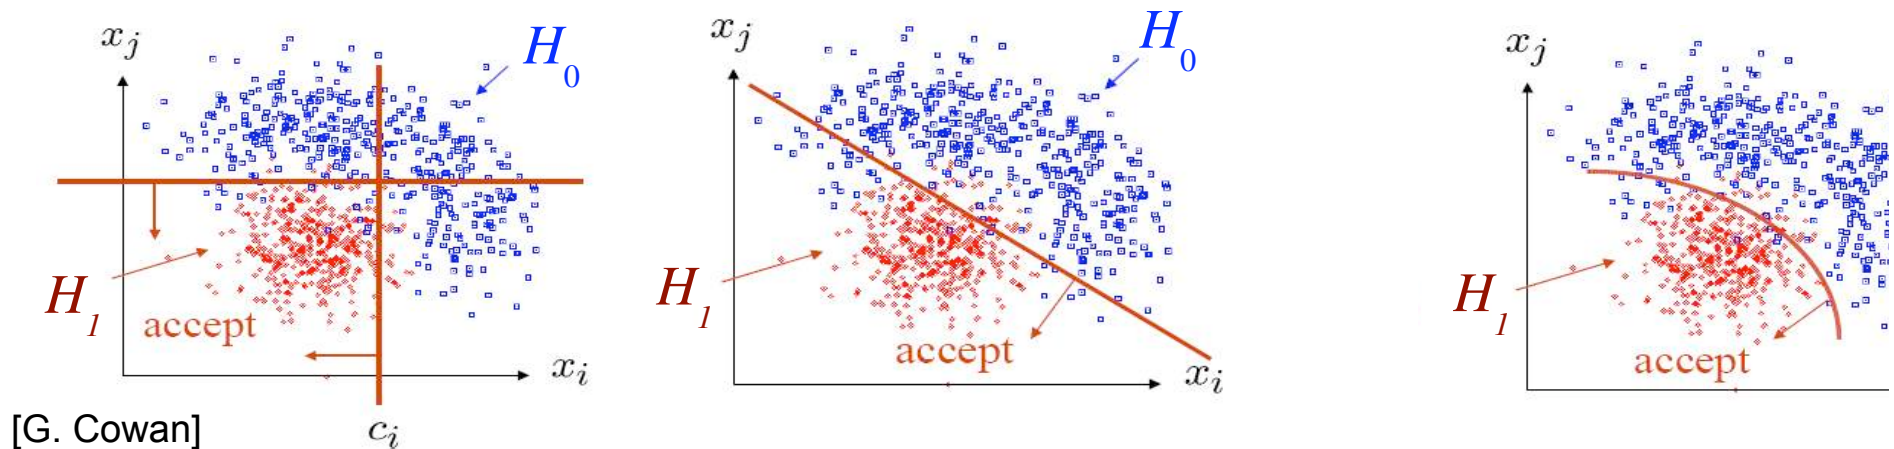 x_j
H_0
H_1
accept
x_i
c_i
[G. Cowan]
x_j
H_0
H_1
accept
x_i
x_j
H_1
accept